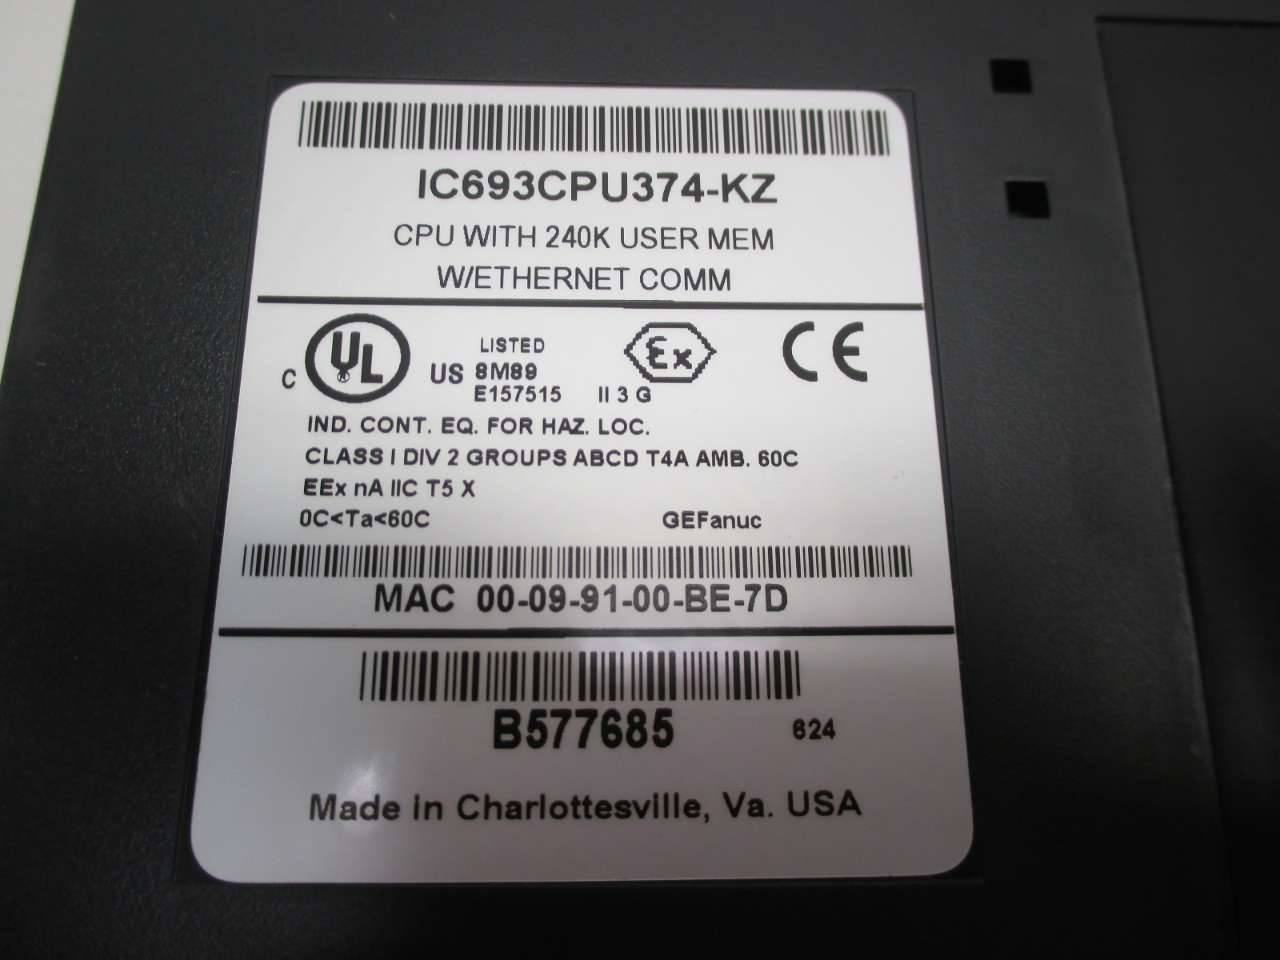 IC693CPU374-KZ
CPU WITH 240K USER MEM
W/ETHERNET COMM
C UL US LISTED 8M89 E157515
Ex II 3 G
CE
IND. CONT. EQ. FOR HAZ. LOC.
CLASS I DIV 2 GROUPS ABCD T4A AMB. 60C
EEx nA IIC T5 X
0C<Ta<60C GEFanuc
MAC 00-09-91-00-BE-7D
B577685 624
Made in Charlottesville, Va. USA